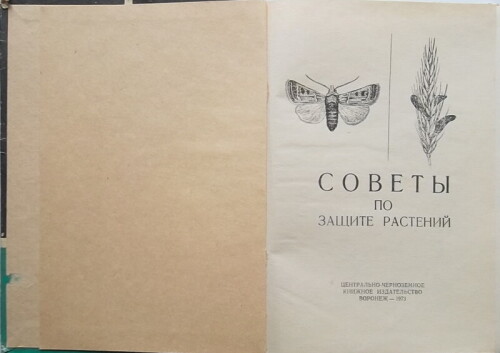 СОВЕТЫ
ПО
ЗАЩИТЕ РАСТЕНИЙ
ЦЕНТРАЛЬНО-ЧЕРНОЗЕМНОЕ
КНИЖНОЕ ИЗДАТЕЛЬСТВО
ВОРОНЕЖ — 1973